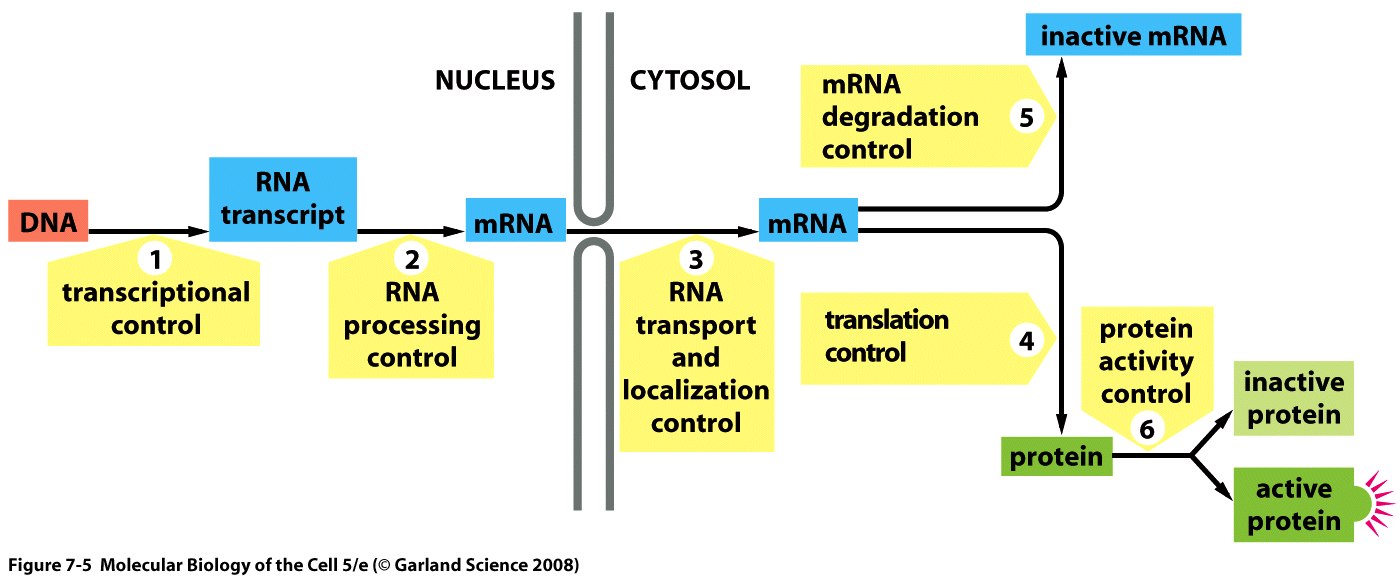 NUCLEUS
CYTOSOL
inactive mRNA
mRNA
degradation
control
5
DNA
RNA
transcript
mRNA
mRNA
1
transcriptional
control
2
RNA
processing
control
3
RNA
transport
and
localization
control
translation
control
4
protein
activity
control
6
protein
inactive
protein
active
protein
Figure 7-5 Molecular Biology of the Cell 5/e (© Garland Science 2008)